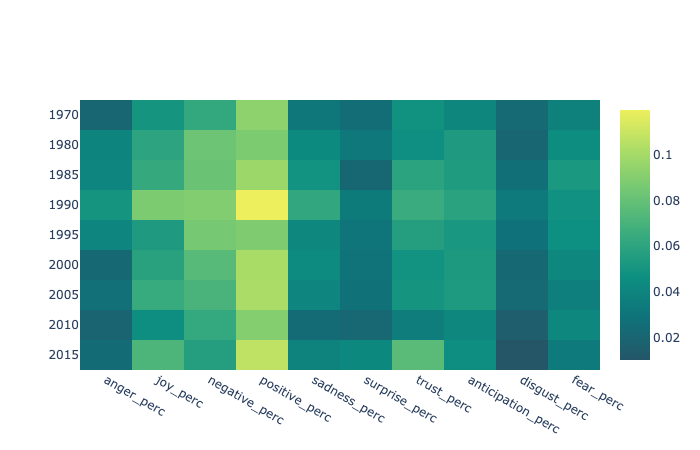 1970
1980
1985
1990
1995
2000
2005
2010
2015
anger_perc
joy_perc
negative_perc
positive_perc
sadness_perc
surprise_perc
trust_perc
anticipation_perc
disgust_perc
fear_perc
0.1
0.08
0.06
0.04
0.02